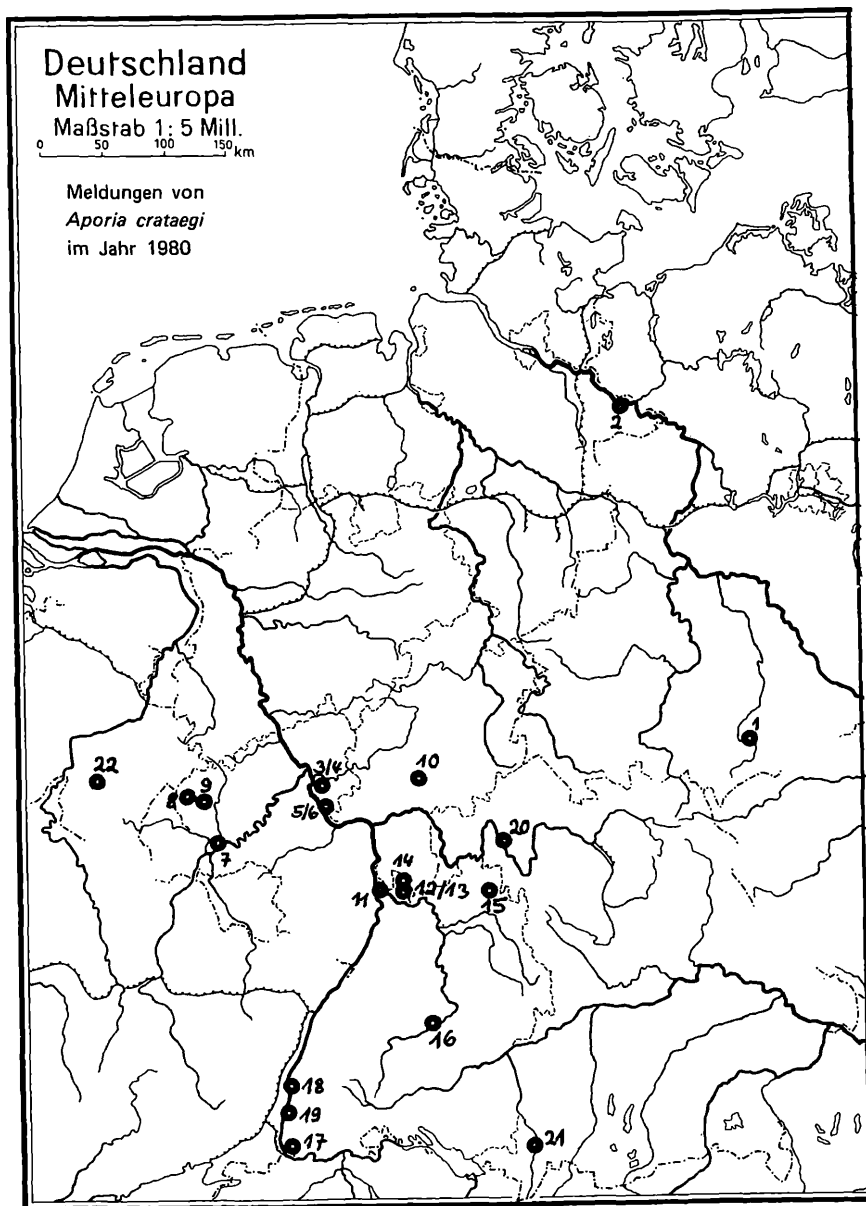 Deutschland
Mitteleuropa
Maßstab 1: 5 Mill.
0 50 100 150 km
Meldungen von
Aporia crataegi
im Jahr 1980
2
1
22
8
9
3/4
10
5/6
7
20
14
11
12/13
15
16
18
19
17
21